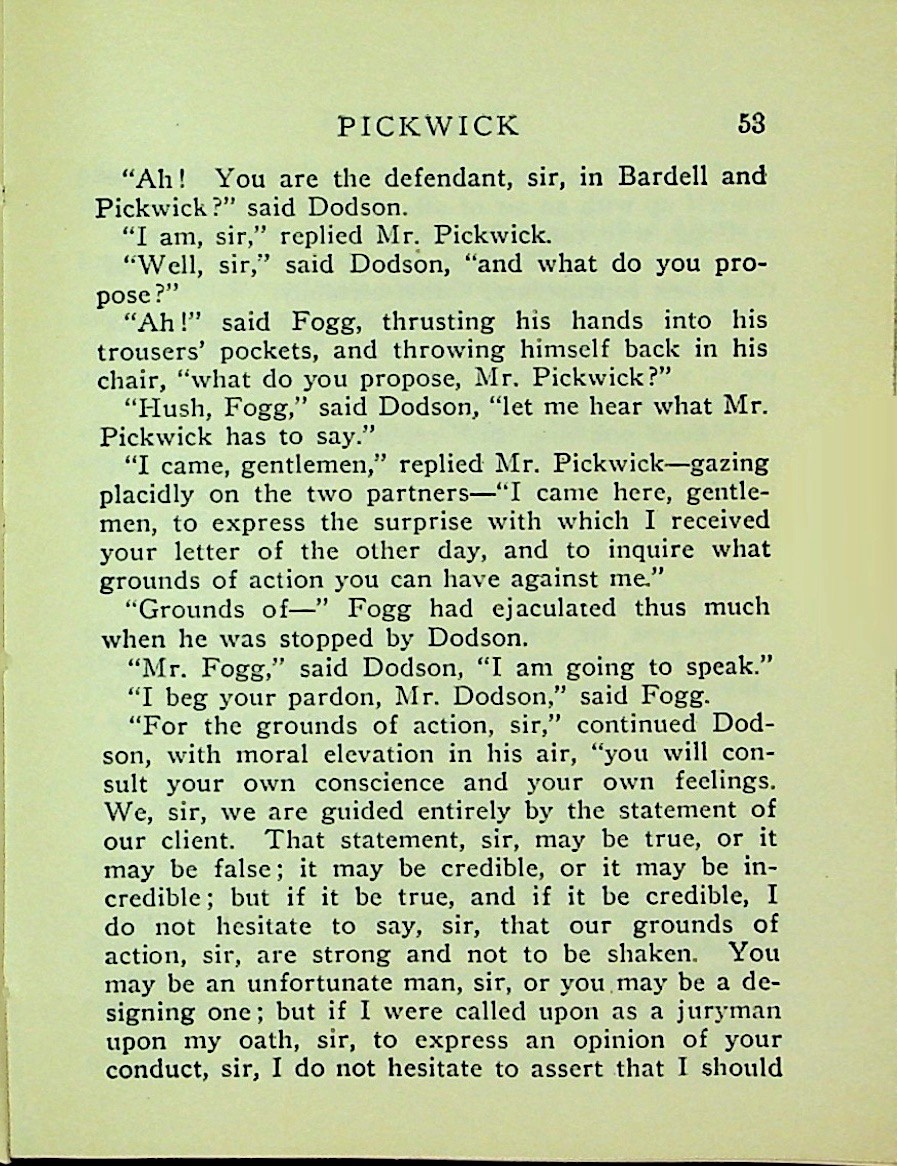 PICKWICK 53
“Ah! You are the defendant, sir, in Bardell and
Pickwick?” said Dodson.
“I am, sir,” replied Mr. Pickwick.
“Well, sir,” said Dodson, “and what do you pro-
pose?”
“Ah!” said Fogg, thrusting his hands into his
trousers’ pockets, and throwing himself back in his
chair, “what do you propose, Mr. Pickwick?”
“Hush, Fogg,” said Dodson, “let me hear what Mr.
Pickwick has to say.”
“I came, gentlemen,” replied Mr. Pickwick—gazing
placidly on the two partners—“I came here, gentle-
men, to express the surprise with which I received
your letter of the other day, and to inquire what
grounds of action you can have against me.”
“Grounds of—” Fogg had ejaculated thus much
when he was stopped by Dodson.
“Mr. Fogg,” said Dodson, “I am going to speak.”
“I beg your pardon, Mr. Dodson,” said Fogg.
“For the grounds of action, sir,” continued Dod-
son, with moral elevation in his air, “you will con-
sult your own conscience and your own feelings.
We, sir, we are guided entirely by the statement of
our client. That statement, sir, may be true, or it
may be false; it may be credible, or it may be in-
credible; but if it be true, and if it be credible, I
do not hesitate to say, sir, that our grounds of
action, sir, are strong and not to be shaken. You
may be an unfortunate man, sir, or you may be a de-
signing one; but if I were called upon as a juryman
upon my oath, sir, to express an opinion of your
conduct, sir, I do not hesitate to assert that I should